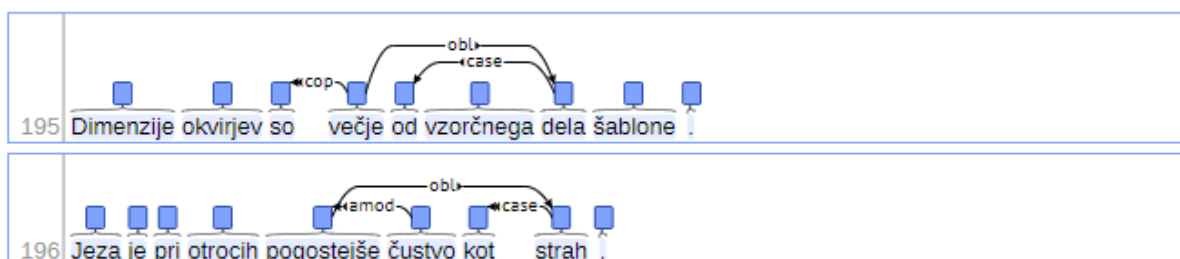 obl
case
cop
195 Dimenzije okvirjev so večje od vzorčnega dela šablone .
obl
amod case
196 Jeza je pri otrocih pogostejše čustvo kot strah .